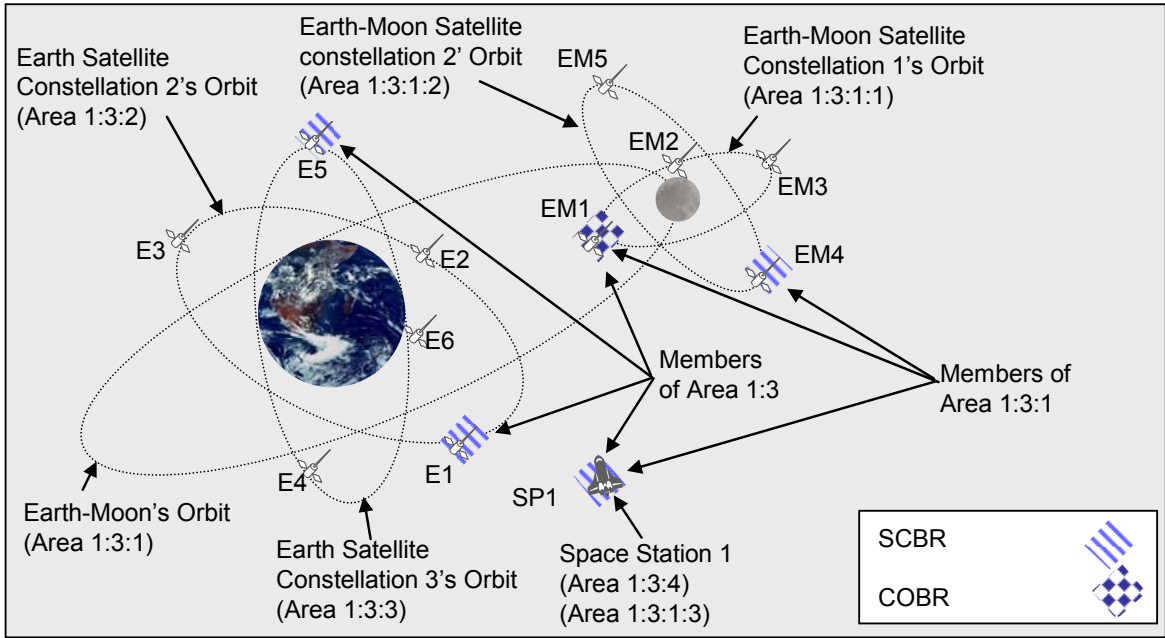 Earth Satellite
Constellation 2's Orbit
(Area 1:3:2)
Earth-Moon Satellite
constellation 2' Orbit
(Area 1:3:1:2)
Earth-Moon Satellite
Constellation 1's Orbit
(Area 1:3:1:1)
EM5
EM2
EM3
E5
EM1
E3
E2
EM4
E6
Members
of Area 1:3
Members of
Area 1:3:1
E1
E4
SP1
Earth-Moon's Orbit
(Area 1:3:1)
Earth Satellite
Constellation 3's Orbit
(Area 1:3:3)
Space Station 1
(Area 1:3:4)
(Area 1:3:1:3)
SCBR
COBR